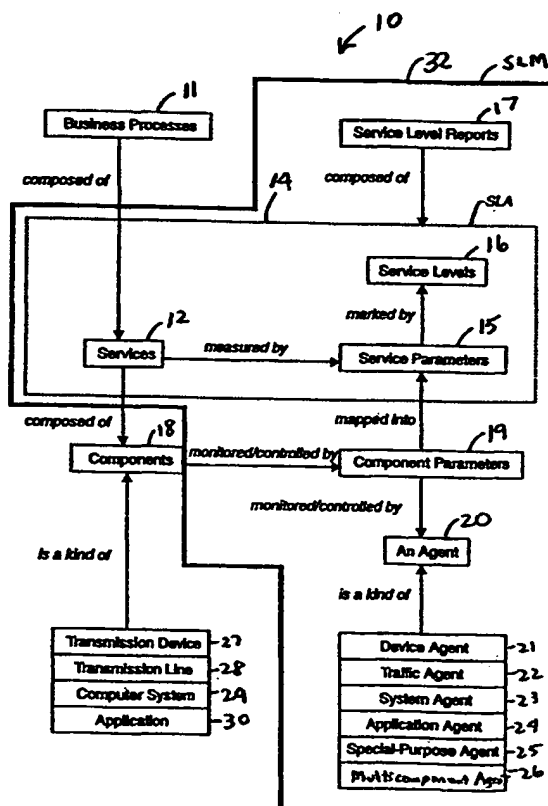 10
32 SLM
11
17
Business Processes
Service Level Reports
composed of
composed of
14
SLA
16
Service Levels
marked by
12
15
Services
measured by
Service Parameters
composed of
mapped into
18
19
Components
monitored/controlled by
Component Parameters
monitored/controlled by
20
An Agent
is a kind of
is a kind of
Transmission Device 27
Transmission Line 28
Computer System 29
Application 30
Device Agent 21
Traffic Agent 22
System Agent 23
Application Agent 24
Special-Purpose Agent 25
Multicomponent Agent 26